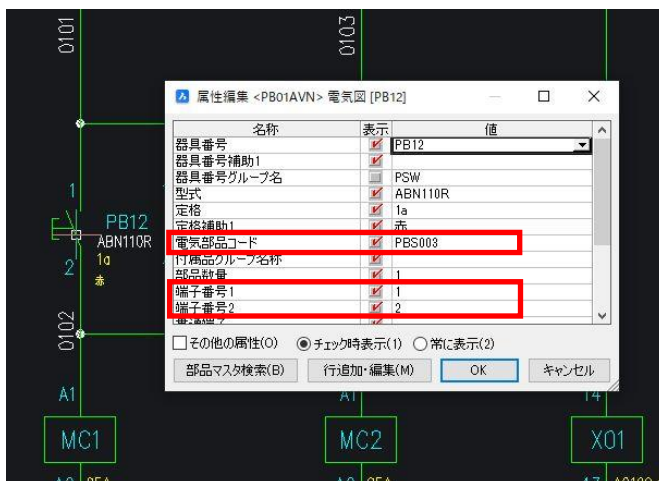 0101
0103
属性編集 <PB01AVN> 電気図 [PB12]
名称 表示 値
器具番号 PB12
器具番号補助1
器具番号グループ名 PSW
型式 ABN110R
定格 1a
定格補助1 赤
電気部品コード PBS003
付属品グループ名称
部品数量 1
端子番号1 1
端子番号2 2
その他の属性(O) チェック時表示(1) 常に表示(2)
部品マスタ検索(B) 行追加・編集(M) OK キャンセル
1
PB12
ABN110R
1a
2
赤
0102
A1
A1
14
MC1
MC2
X01